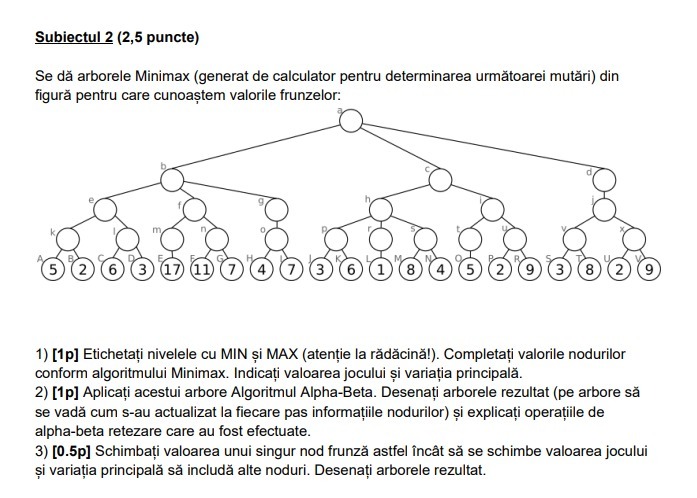 Subiectul 2 (2,5 puncte)
Se dă arborele Minimax (generat de calculator pentru determinarea următoarei mutări) din
figură pentru care cunoaștem valorile frunzelor:
a
b c d
e f g h i j
k l m n o p r s t u v x
A B C D E F G H I J K L M N O P R S T U V
5 2 6 3 17 11 7 4 7 3 6 1 8 4 5 2 9 3 8 2 9
1) [1p] Etichetați nivelele cu MIN și MAX (atenție la rădăcină!). Completați valorile nodurilor
conform algoritmului Minimax. Indicați valoarea jocului și variația principală.
2) [1p] Aplicați acestui arbore Algoritmul Alpha-Beta. Desenați arborele rezultat (pe arbore să
se vadă cum s-au actualizat la fiecare pas informațiile nodurilor) și explicați operațiile de
alpha-beta retezare care au fost efectuate.
3) [0.5p] Schimbați valoarea unui singur nod frunză astfel încât să se schimbe valoarea jocului
și variația principală să includă alte noduri. Desenați arborele rezultat.